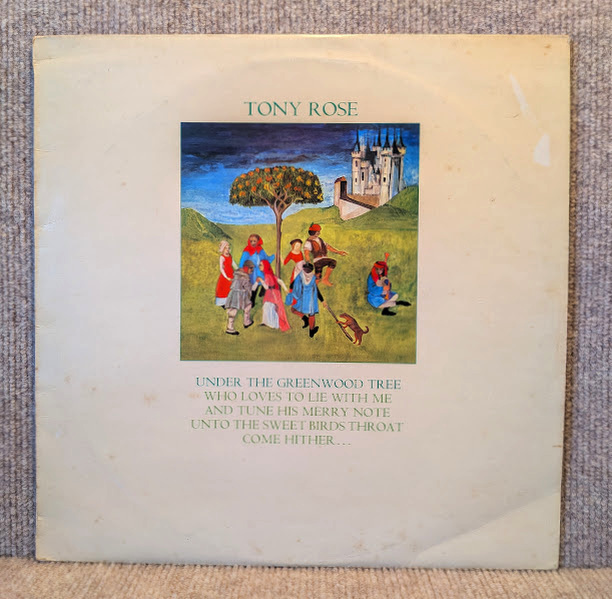 TONY ROSE
UNDER THE GREENWOOD TREE
WHO LOVES TO LIE WITH ME
AND TUNE HIS MERRY NOTE
UNTO THE SWEET BIRDS THROAT
COME HITHER...